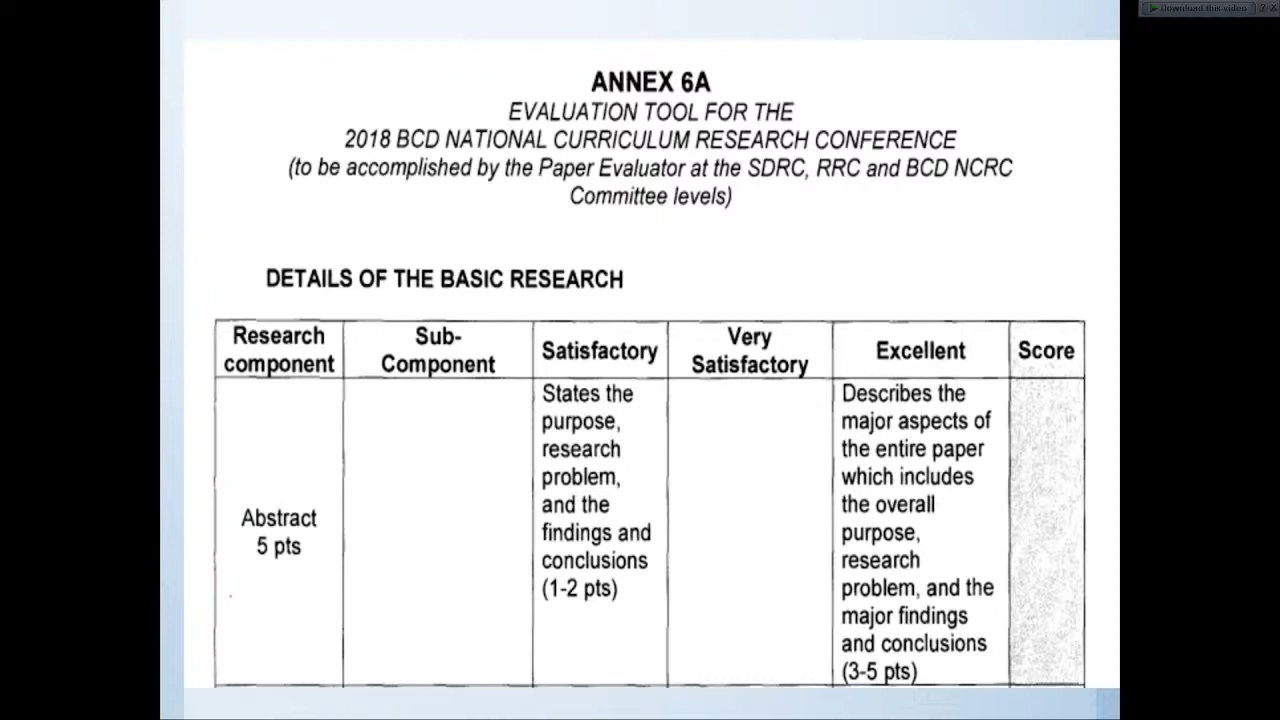 Download this video
?
X
ANNEX 6A
EVALUATION TOOL FOR THE
2018 BCD NATIONAL CURRICULUM RESEARCH CONFERENCE
(to be accomplished by the Paper Evaluator at the SDRC, RRC and BCD NCRC
Committee levels)
DETAILS OF THE BASIC RESEARCH
Research
component
Sub-
Component
Satisfactory
Very
Satisfactory
Excellent
Score
Abstract
5 pts
States the
purpose,
research
problem,
and the
findings and
conclusions
(1-2 pts)
Describes the
major aspects of
the entire paper
which includes
the overall
purpose,
research
problem, and the
major findings
and conclusions
(3-5 pts)